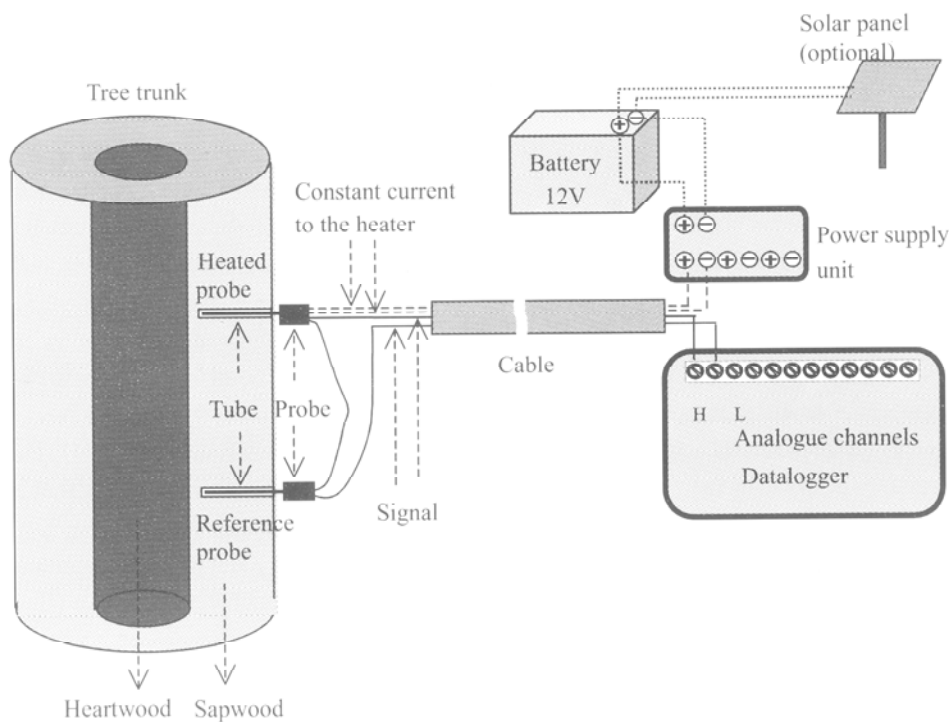 Solar panel
(optional)
Tree trunk
Battery
12V
Constant current
to the heater
Power supply
unit
Heated
probe
Cable
Tube
Probe
H
L
Analogue channels
Datalogger
Signal
Reference
probe
Heartwood
Sapwood